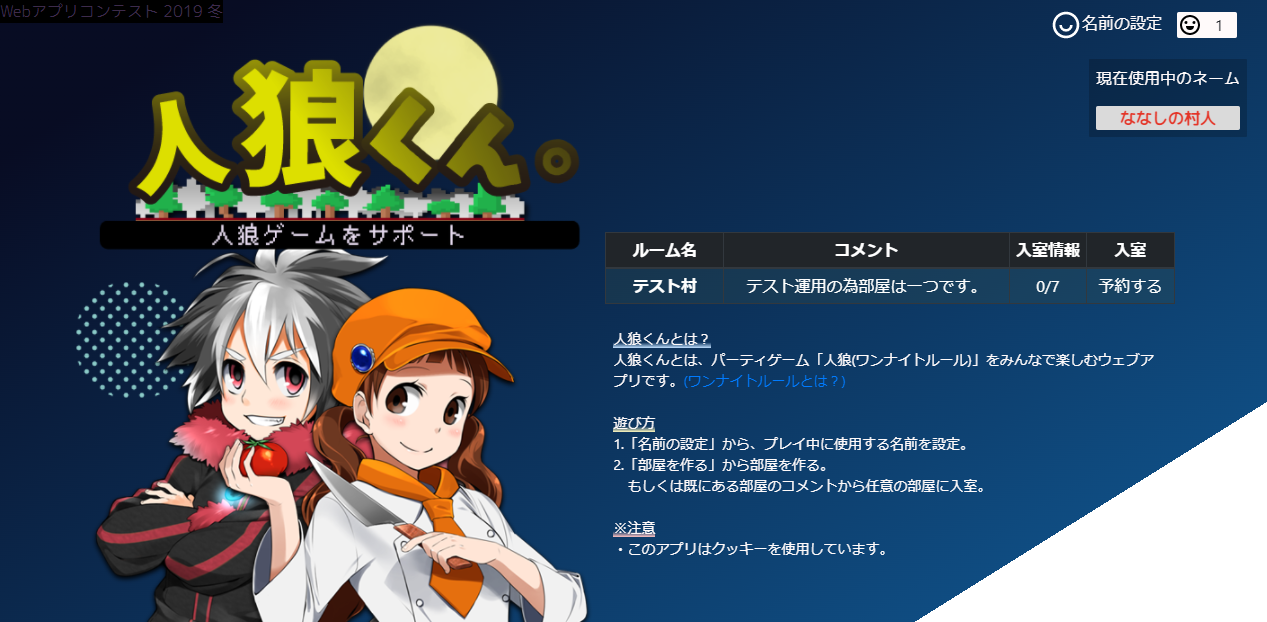 Webアプリコンテスト 2019 冬
名前の設定
1
現在使用中のネーム
ななしの村人
人狼くん。
人狼ゲームをサポート
ルーム名 コメント 入室情報 入室
テスト村 テスト運用の為部屋は一つです。 0/7 予約する
人狼くんとは？
人狼くんとは、パーティゲーム「人狼(ワンナイトルール)」をみんなで楽しむウェブア
プリです。(ワンナイトルールとは？)
遊び方
1.「名前の設定」から、プレイ中に使用する名前を設定。
2.「部屋を作る」から部屋を作る。
もしくは既にある部屋のコメントから任意の部屋に入室。
※注意
・このアプリはクッキーを使用しています。